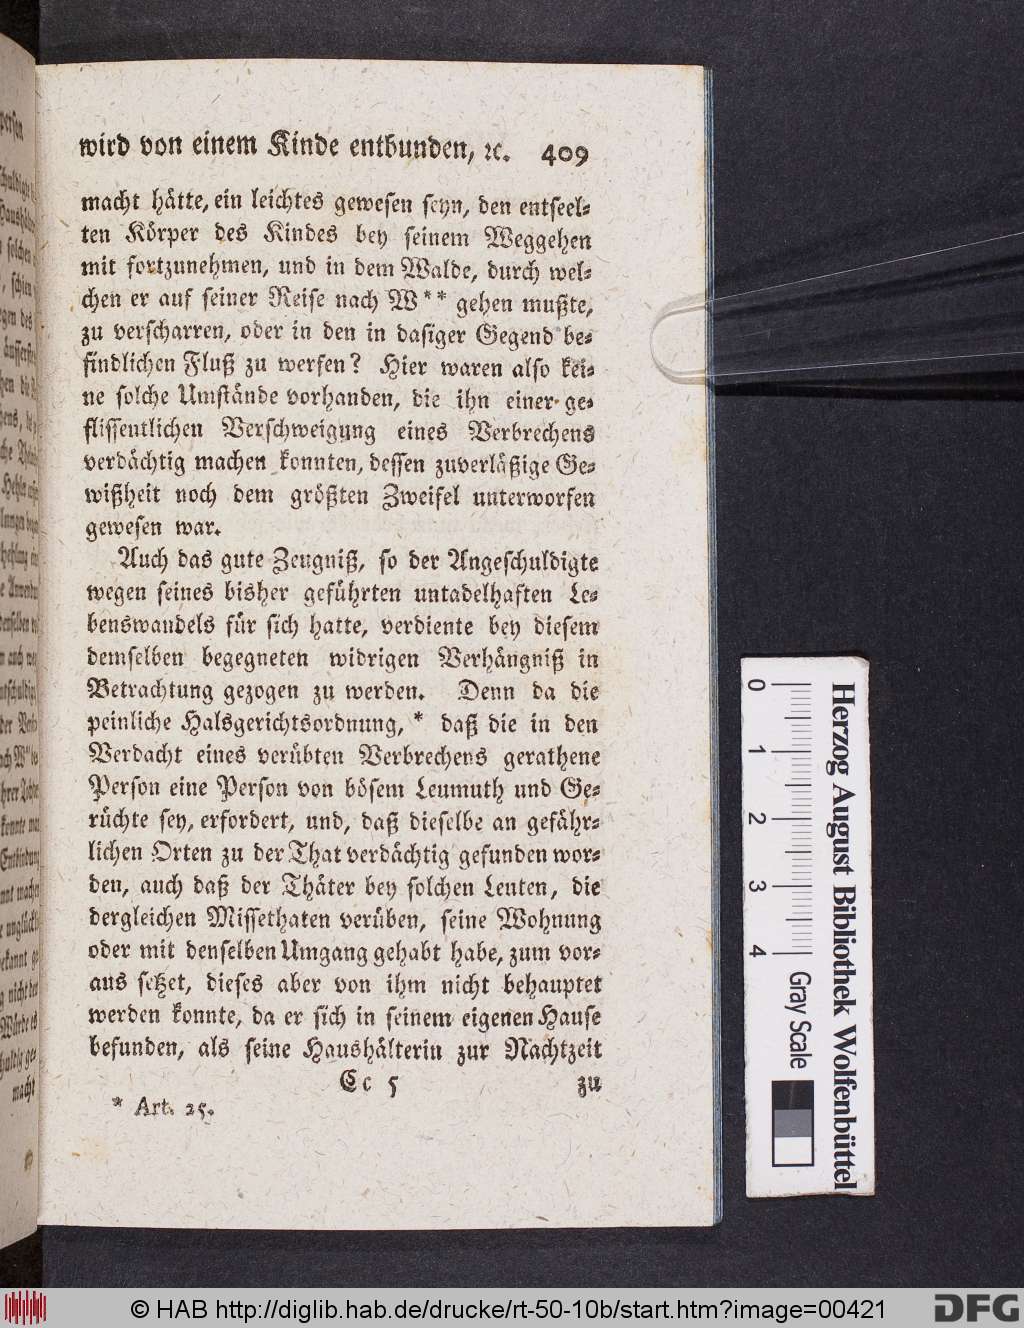 wird von einem Kinde entbunden, ꝛc. 409
macht hätte, ein leichtes gewesen seyn, den entseel-
ten Körper des Kindes bey seinem Weggehen
mit fortzunehmen, und in dem Walde, durch wel-
chen er auf seiner Reise nach W** gehen mußte,
zu verscharren, oder in den in dasiger Gegend be-
findlichen Fluß zu werfen? Hier waren also kei-
ne solche Umstände vorhanden, die ihn einer ge-
flissentlichen Verschweigung eines Verbrechens
verdächtig machen konnten, dessen zuverläßige Ge-
wißheit noch dem größten Zweifel unterworfen
gewesen war.
Auch das gute Zeugniß, so der Angeschuldigte
wegen seines bisher geführten untadelhaften Le-
benswandels für sich hatte, verdiente bey diesem
demselben begegneten widrigen Verhängniß in
Betrachtung gezogen zu werden. Denn da die
peinliche Halsgerichtsordnung, * daß die in den
Verdacht eines verübten Verbrechens gerathene
Person eine Person von bösem Leumuth und Ge-
rüchte sey, erfordert, und, daß dieselbe an gefähr-
lichen Orten zu der That verdächtig gefunden wor-
den, auch daß der Thäter bey solchen Leuten, die
dergleichen Missethaten verüben, seine Wohnung
oder mit denselben Umgang gehabt habe, zum vor-
aus setzet, dieses aber von ihm nicht behauptet
werden konnte, da er sich in seinem eigenen Hause
befunden, als seine Haushälterin zur Nachtzeit
Cc 5 zu
* Art. 25.
0 1 2 3 4
Gray Scale
Herzog August Bibliothek Wolfenbüttel
© HAB http://diglib.hab.de/drucke/rt-50-10b/start.htm?image=00421
DFG